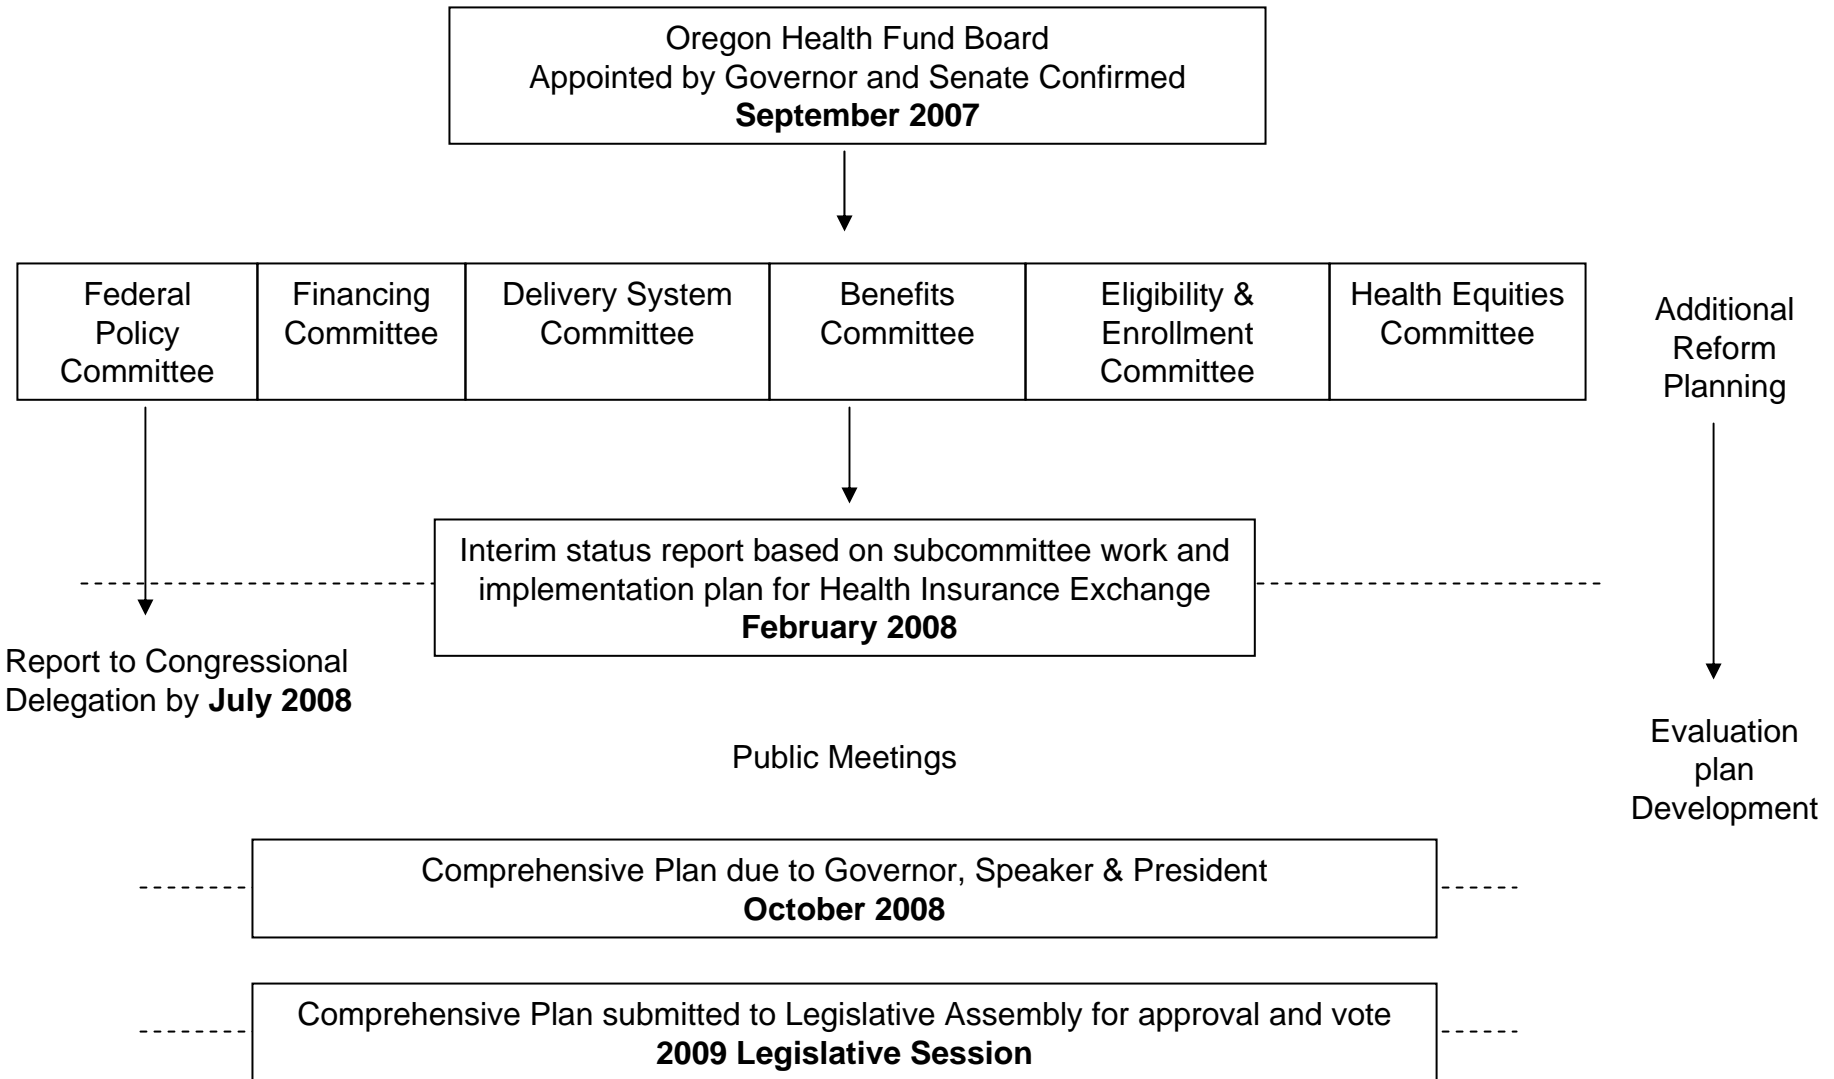 Oregon Health Fund Board
Appointed by Governor and Senate Confirmed
September 2007
Federal
Policy
Committee
Financing
Committee
Delivery System
Committee
Benefits
Committee
Eligibility &
Enrollment
Committee
Health Equities
Committee
Additional
Reform
Planning
Interim status report based on subcommittee work and
implementation plan for Health Insurance Exchange
February 2008
Report to Congressional
Delegation by July 2008
Evaluation
plan
Development
Public Meetings
Comprehensive Plan due to Governor, Speaker & President
October 2008
Comprehensive Plan submitted to Legislative Assembly for approval and vote
2009 Legislative Session